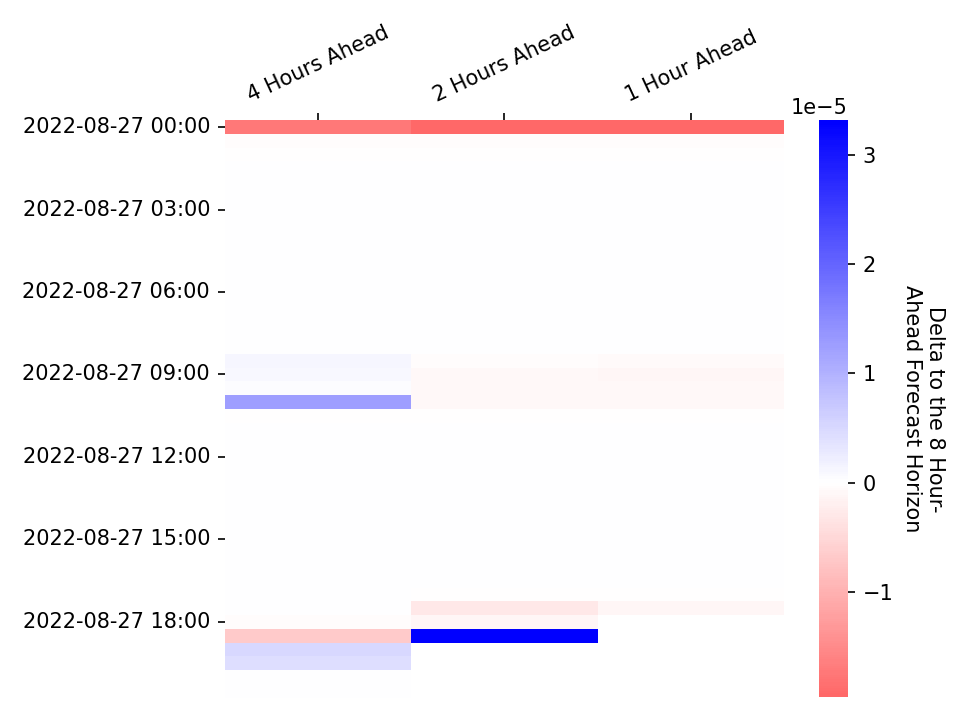 4 Hours Ahead
2 Hours Ahead
1 Hour Ahead
1e−5
2022-08-27 00:00
2022-08-27 03:00
2022-08-27 06:00
2022-08-27 09:00
2022-08-27 12:00
2022-08-27 15:00
2022-08-27 18:00
3
2
1
0
−1
Delta to the 8 Hour-
Ahead Forecast Horizon